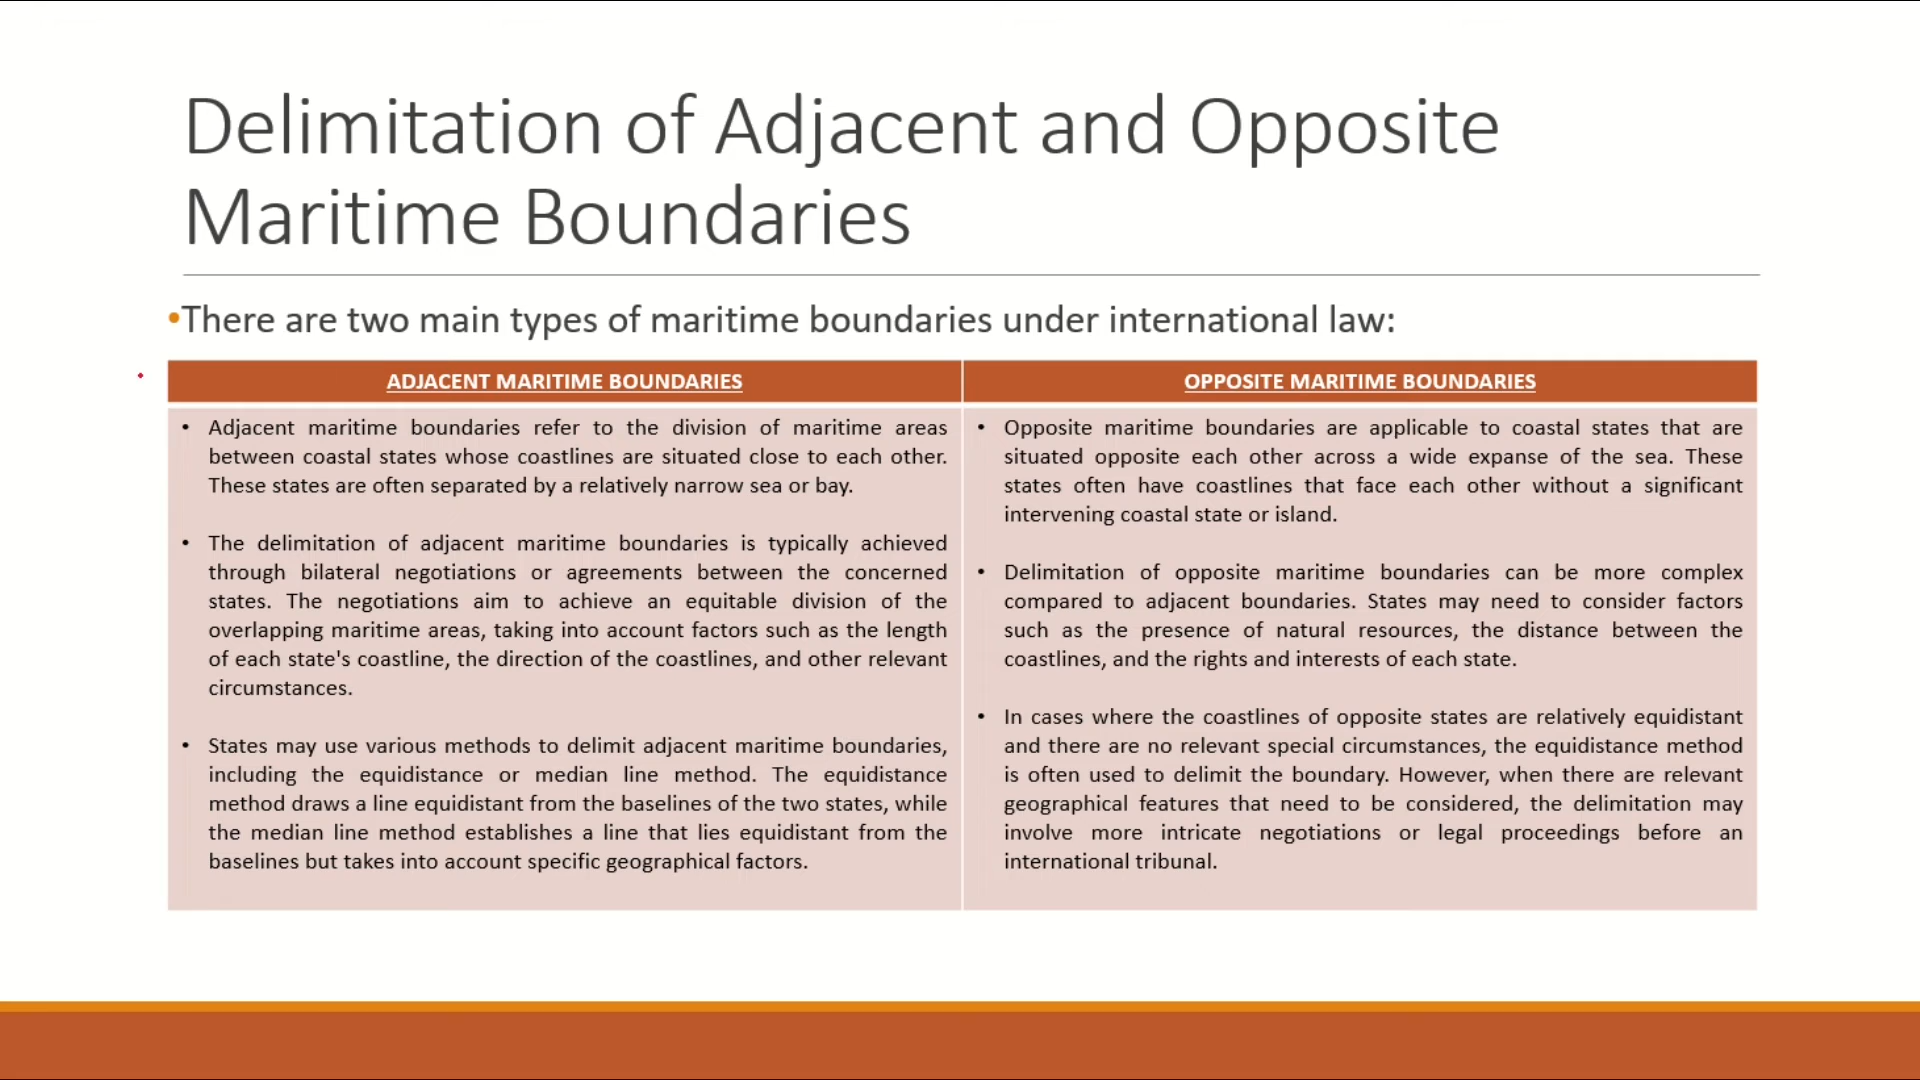 Delimitation of Adjacent and Opposite
Maritime Boundaries
•There are two main types of maritime boundaries under international law:
ADJACENT MARITIME BOUNDARIES
• Adjacent maritime boundaries refer to the division of maritime areas
between coastal states whose coastlines are situated close to each other.
These states are often separated by a relatively narrow sea or bay.
• The delimitation of adjacent maritime boundaries is typically achieved
through bilateral negotiations or agreements between the concerned
states. The negotiations aim to achieve an equitable division of the
overlapping maritime areas, taking into account factors such as the length
of each state's coastline, the direction of the coastlines, and other relevant
circumstances.
• States may use various methods to delimit adjacent maritime boundaries,
including the equidistance or median line method. The equidistance
method draws a line equidistant from the baselines of the two states, while
the median line method establishes a line that lies equidistant from the
baselines but takes into account specific geographical factors.
OPPOSITE MARITIME BOUNDARIES
• Opposite maritime boundaries are applicable to coastal states that are
situated opposite each other across a wide expanse of the sea. These
states often have coastlines that face each other without a significant
intervening coastal state or island.
• Delimitation of opposite maritime boundaries can be more complex
compared to adjacent boundaries. States may need to consider factors
such as the presence of natural resources, the distance between the
coastlines, and the rights and interests of each state.
• In cases where the coastlines of opposite states are relatively equidistant
and there are no relevant special circumstances, the equidistance method
is often used to delimit the boundary. However, when there are relevant
geographical features that need to be considered, the delimitation may
involve more intricate negotiations or legal proceedings before an
international tribunal.